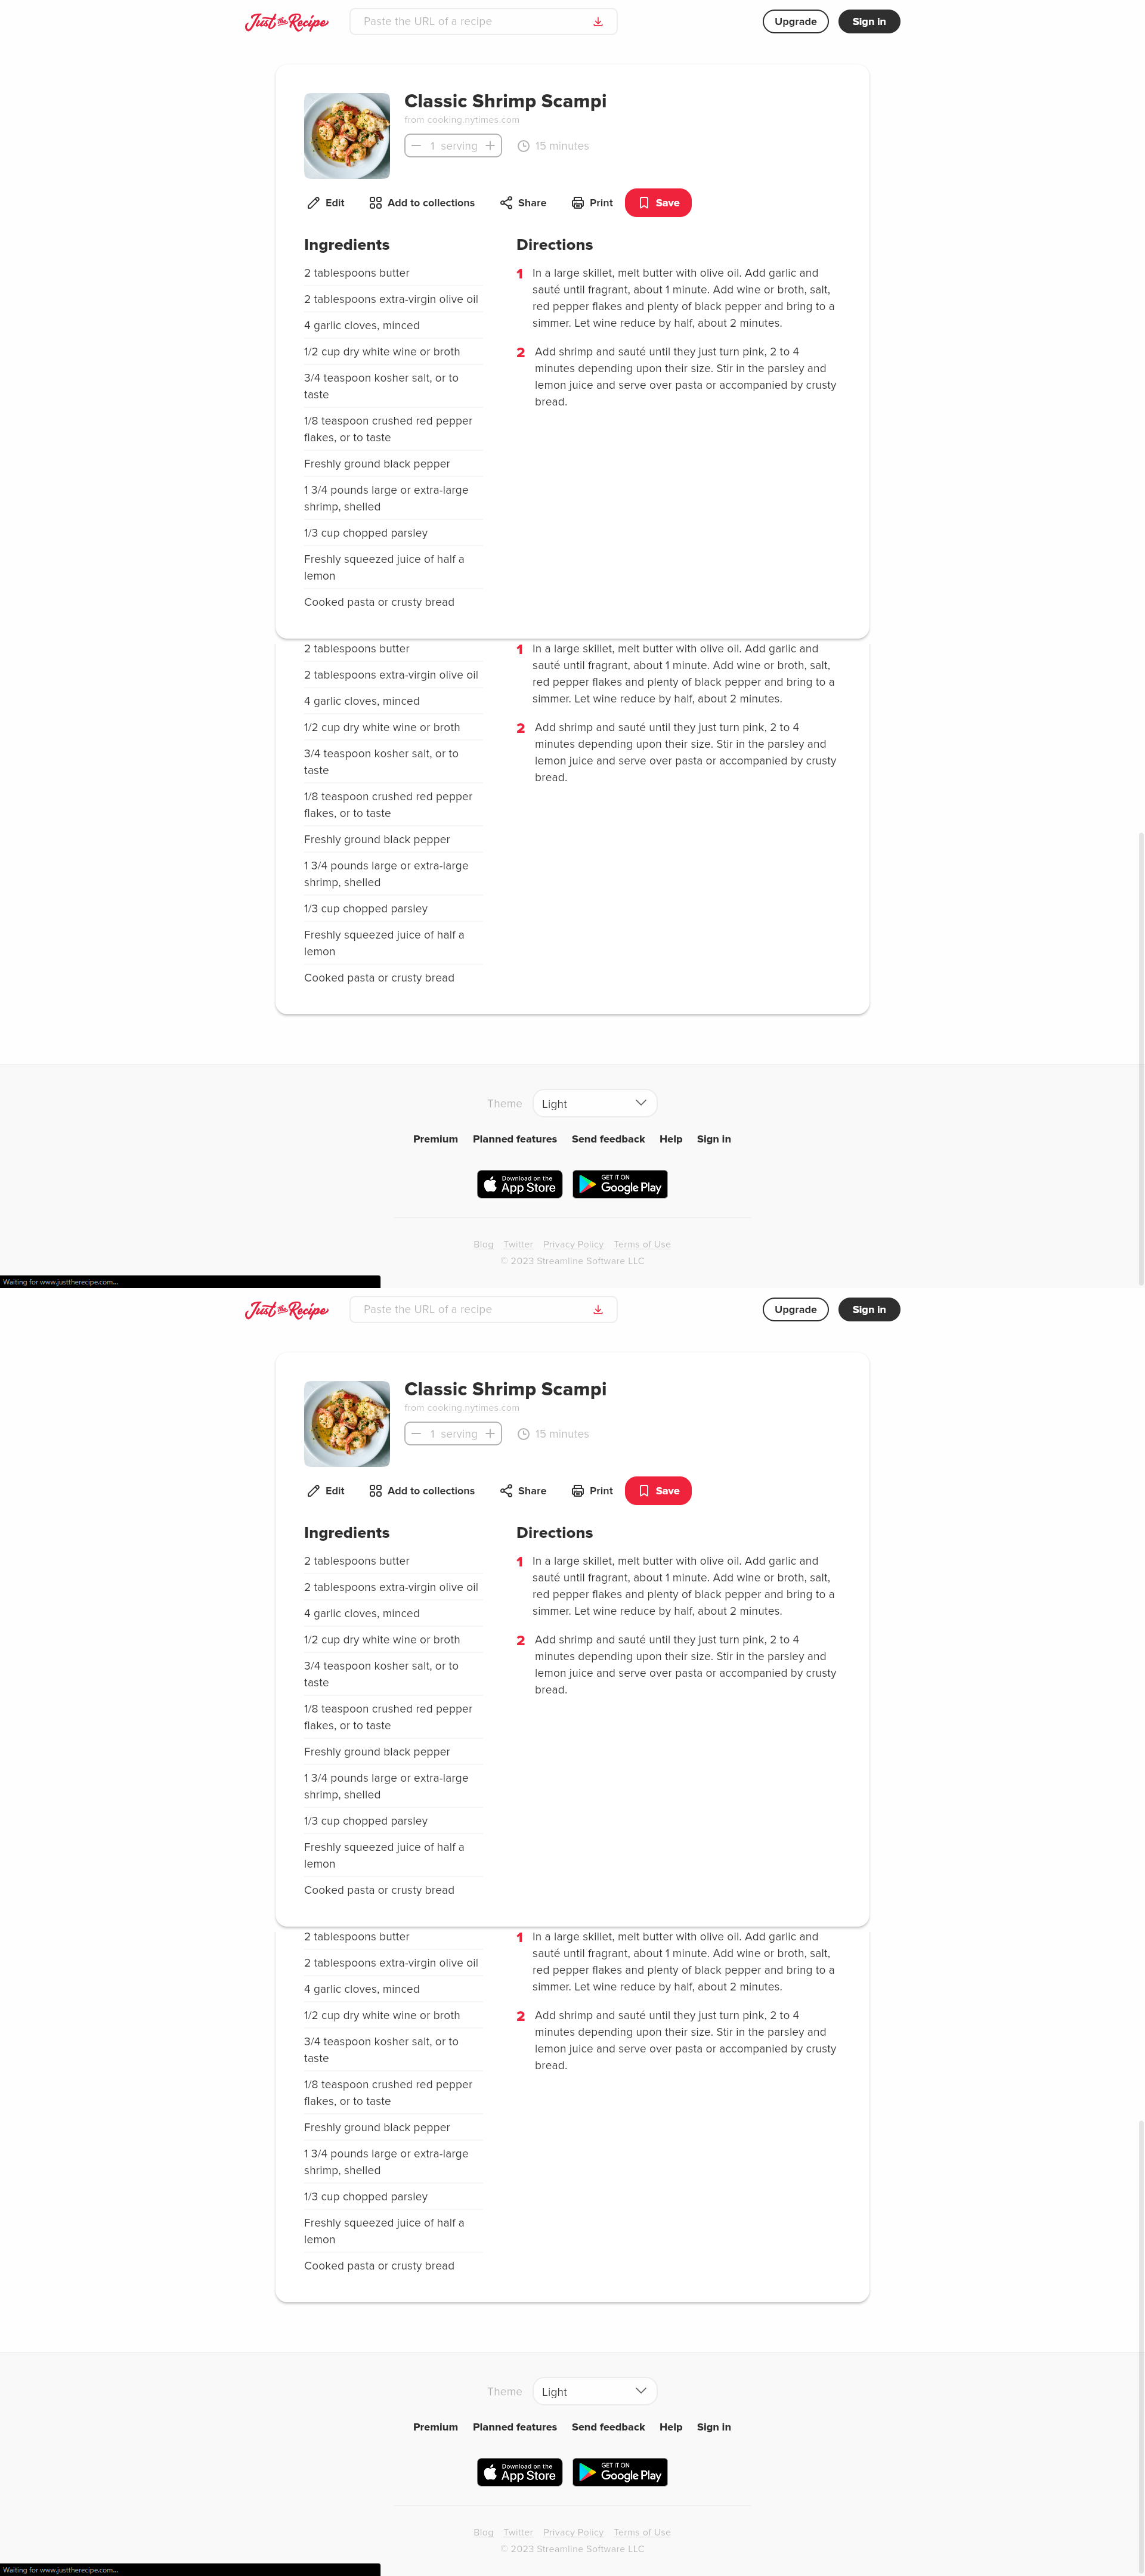 Just the Recipe
Paste the URL of a recipe
Upgrade
Sign in
Classic Shrimp Scampi
from cooking.nytimes.com
1 serving
15 minutes
Edit
Add to collections
Share
Print
Save
Ingredients
2 tablespoons butter
2 tablespoons extra-virgin olive oil
4 garlic cloves, minced
1/2 cup dry white wine or broth
3/4 teaspoon kosher salt, or to
taste
1/8 teaspoon crushed red pepper
flakes, or to taste
Freshly ground black pepper
1 3/4 pounds large or extra-large
shrimp, shelled
1/3 cup chopped parsley
Freshly squeezed juice of half a
lemon
Cooked pasta or crusty bread
Directions
1 In a large skillet, melt butter with olive oil. Add garlic and
sauté until fragrant, about 1 minute. Add wine or broth, salt,
red pepper flakes and plenty of black pepper and bring to a
simmer. Let wine reduce by half, about 2 minutes.
2 Add shrimp and sauté until they just turn pink, 2 to 4
minutes depending upon their size. Stir in the parsley and
lemon juice and serve over pasta or accompanied by crusty
bread.
2 tablespoons butter
2 tablespoons extra-virgin olive oil
4 garlic cloves, minced
1/2 cup dry white wine or broth
3/4 teaspoon kosher salt, or to
taste
1/8 teaspoon crushed red pepper
flakes, or to taste
Freshly ground black pepper
1 3/4 pounds large or extra-large
shrimp, shelled
1/3 cup chopped parsley
Freshly squeezed juice of half a
lemon
Cooked pasta or crusty bread
1 In a large skillet, melt butter with olive oil. Add garlic and
sauté until fragrant, about 1 minute. Add wine or broth, salt,
red pepper flakes and plenty of black pepper and bring to a
simmer. Let wine reduce by half, about 2 minutes.
2 Add shrimp and sauté until they just turn pink, 2 to 4
minutes depending upon their size. Stir in the parsley and
lemon juice and serve over pasta or accompanied by crusty
bread.
Theme
Light
Premium
Planned features
Send feedback
Help
Sign in
Download on the
App Store
GET IT ON
Google Play
Blog
Twitter
Privacy Policy
Terms of Use
© 2023 Streamline Software LLC
Waiting for www.justtherecipe.com...
Just the Recipe
Paste the URL of a recipe
Upgrade
Sign in
Classic Shrimp Scampi
from cooking.nytimes.com
1 serving
15 minutes
Edit
Add to collections
Share
Print
Save
Ingredients
2 tablespoons butter
2 tablespoons extra-virgin olive oil
4 garlic cloves, minced
1/2 cup dry white wine or broth
3/4 teaspoon kosher salt, or to
taste
1/8 teaspoon crushed red pepper
flakes, or to taste
Freshly ground black pepper
1 3/4 pounds large or extra-large
shrimp, shelled
1/3 cup chopped parsley
Freshly squeezed juice of half a
lemon
Cooked pasta or crusty bread
Directions
1 In a large skillet, melt butter with olive oil. Add garlic and
sauté until fragrant, about 1 minute. Add wine or broth, salt,
red pepper flakes and plenty of black pepper and bring to a
simmer. Let wine reduce by half, about 2 minutes.
2 Add shrimp and sauté until they just turn pink, 2 to 4
minutes depending upon their size. Stir in the parsley and
lemon juice and serve over pasta or accompanied by crusty
bread.
2 tablespoons butter
2 tablespoons extra-virgin olive oil
4 garlic cloves, minced
1/2 cup dry white wine or broth
3/4 teaspoon kosher salt, or to
taste
1/8 teaspoon crushed red pepper
flakes, or to taste
Freshly ground black pepper
1 3/4 pounds large or extra-large
shrimp, shelled
1/3 cup chopped parsley
Freshly squeezed juice of half a
lemon
Cooked pasta or crusty bread
1 In a large skillet, melt butter with olive oil. Add garlic and
sauté until fragrant, about 1 minute. Add wine or broth, salt,
red pepper flakes and plenty of black pepper and bring to a
simmer. Let wine reduce by half, about 2 minutes.
2 Add shrimp and sauté until they just turn pink, 2 to 4
minutes depending upon their size. Stir in the parsley and
lemon juice and serve over pasta or accompanied by crusty
bread.
Theme
Light
Premium
Planned features
Send feedback
Help
Sign in
Download on the
App Store
GET IT ON
Google Play
Blog
Twitter
Privacy Policy
Terms of Use
© 2023 Streamline Software LLC
Waiting for www.justtherecipe.com...